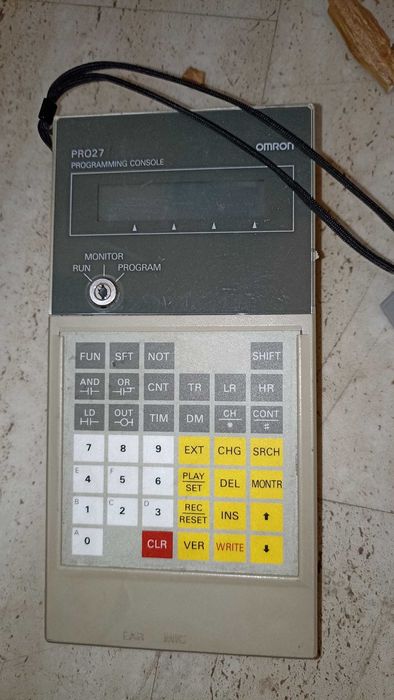 PRO27 OMRON
PROGRAMMING CONSOLE
MONITOR
RUN PROGRAM
FUN SFT NOT SHIFT
AND OR CNT TR LR HR
LD OUT TIM DM CH * CONT #
7 8 9 EXT CHG SRCH
E 4 F 5 6 PLAY SET DEL MONTR
B 1 C 2 D 3 REC RESET INS ↑
A 0 CLR VER WRITE ↓
EAR MIC